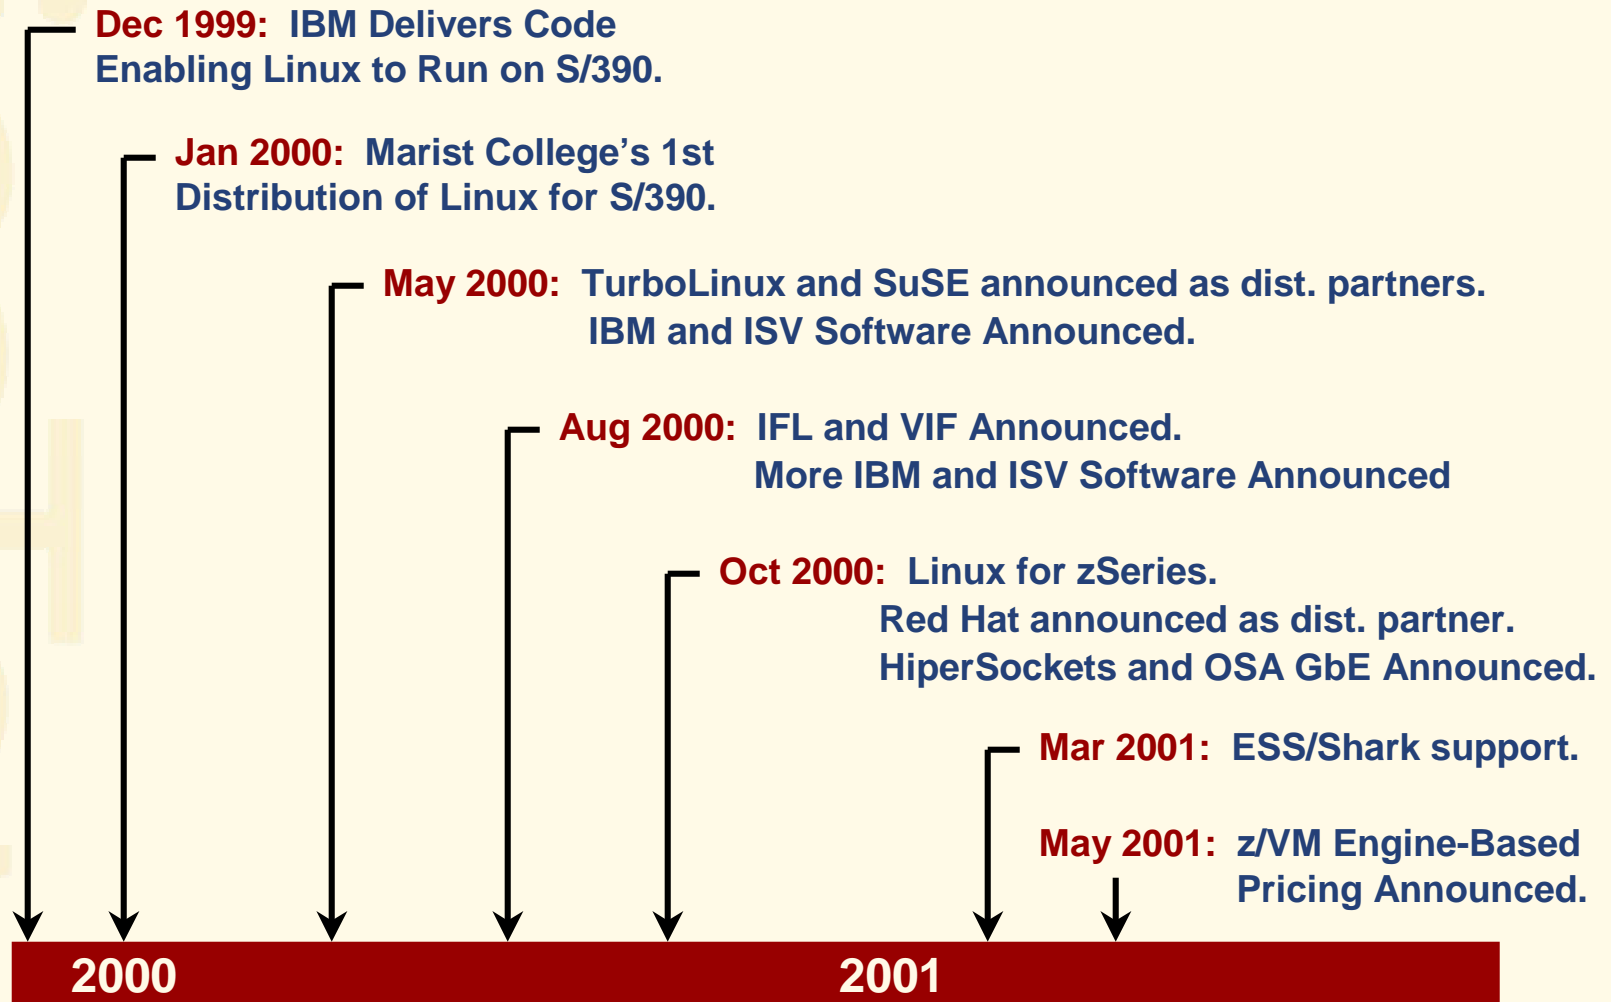 Dec 1999: IBM Delivers Code
Enabling Linux to Run on S/390.
Jan 2000: Marist College's 1st
Distribution of Linux for S/390.
May 2000: TurboLinux and SuSE announced as dist. partners.
IBM and ISV Software Announced.
Aug 2000: IFL and VIF Announced.
More IBM and ISV Software Announced
Oct 2000: Linux for zSeries.
Red Hat announced as dist. partner.
HiperSockets and OSA GbE Announced.
Mar 2001: ESS/Shark support.
May 2001: z/VM Engine-Based
Pricing Announced.
2000 2001